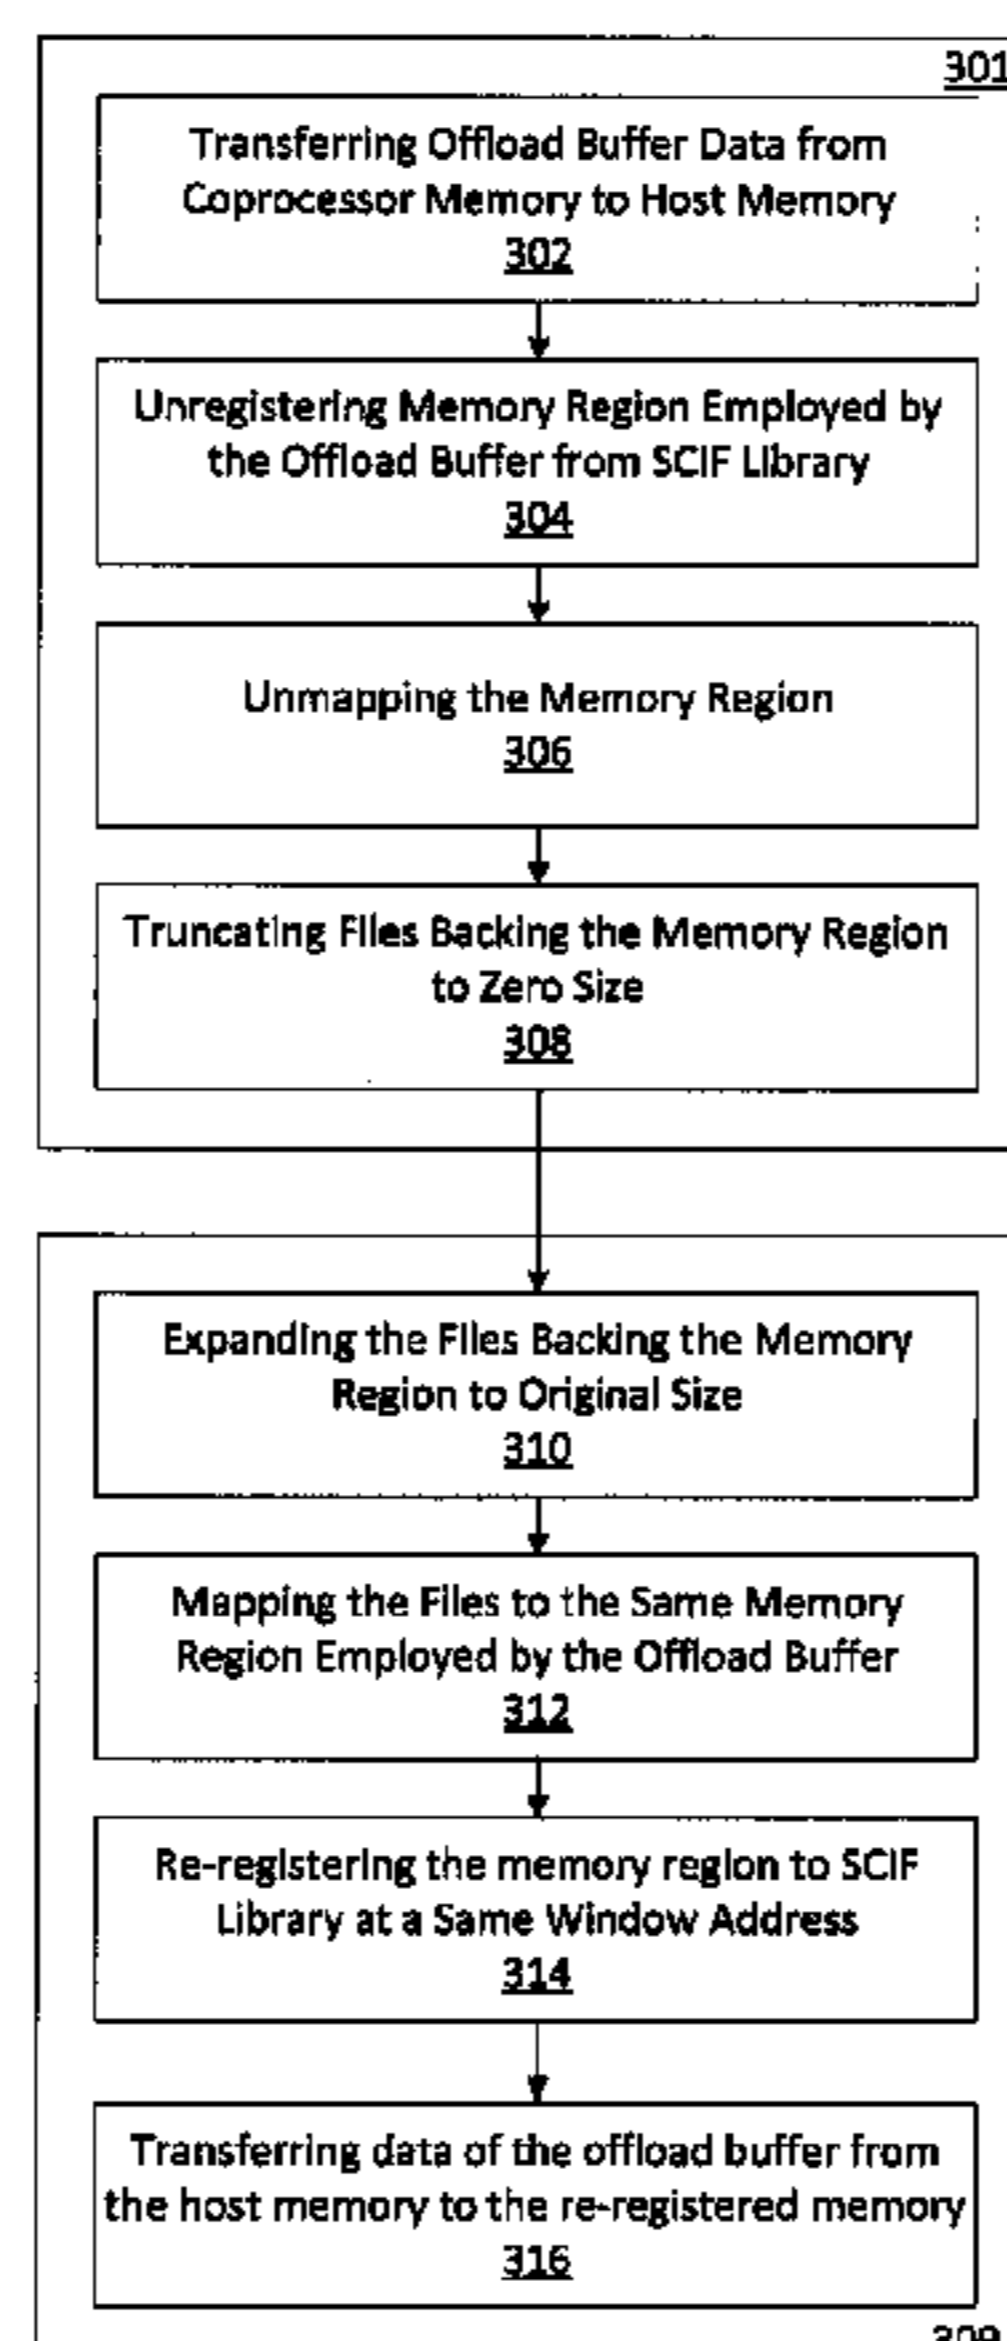 301
Transferring Offload Buffer Data from
Coprocessor Memory to Host Memory
302
Unregistering Memory Region Employed by
the Offload Buffer from SCIF Library
304
Unmapping the Memory Region
306
Truncating Files Backing the Memory Region
to Zero Size
308
Expanding the Files Backing the Memory
Region to Original Size
310
Mapping the Files to the Same Memory
Region Employed by the Offload Buffer
312
Re-registering the memory region to SCIF
Library at a Same Window Address
314
Transferring data of the offload buffer from
the host memory to the re-registered memory
316